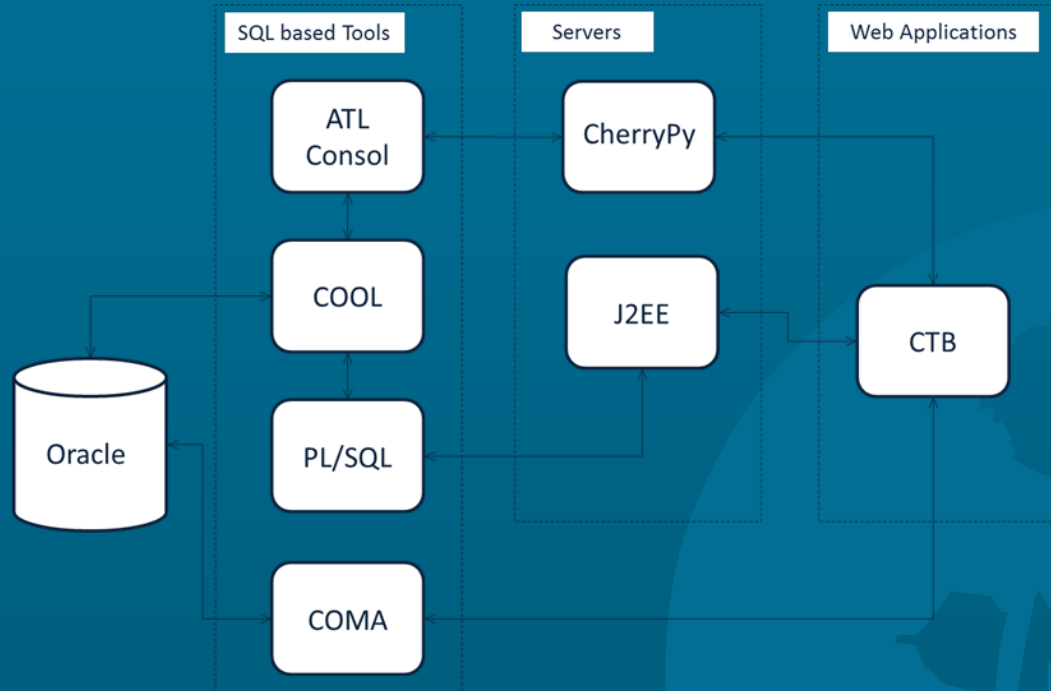 SQL based Tools
Servers
Web Applications
ATL
Consol
CherryPy
COOL
J2EE
CTB
Oracle
PL/SQL
COMA